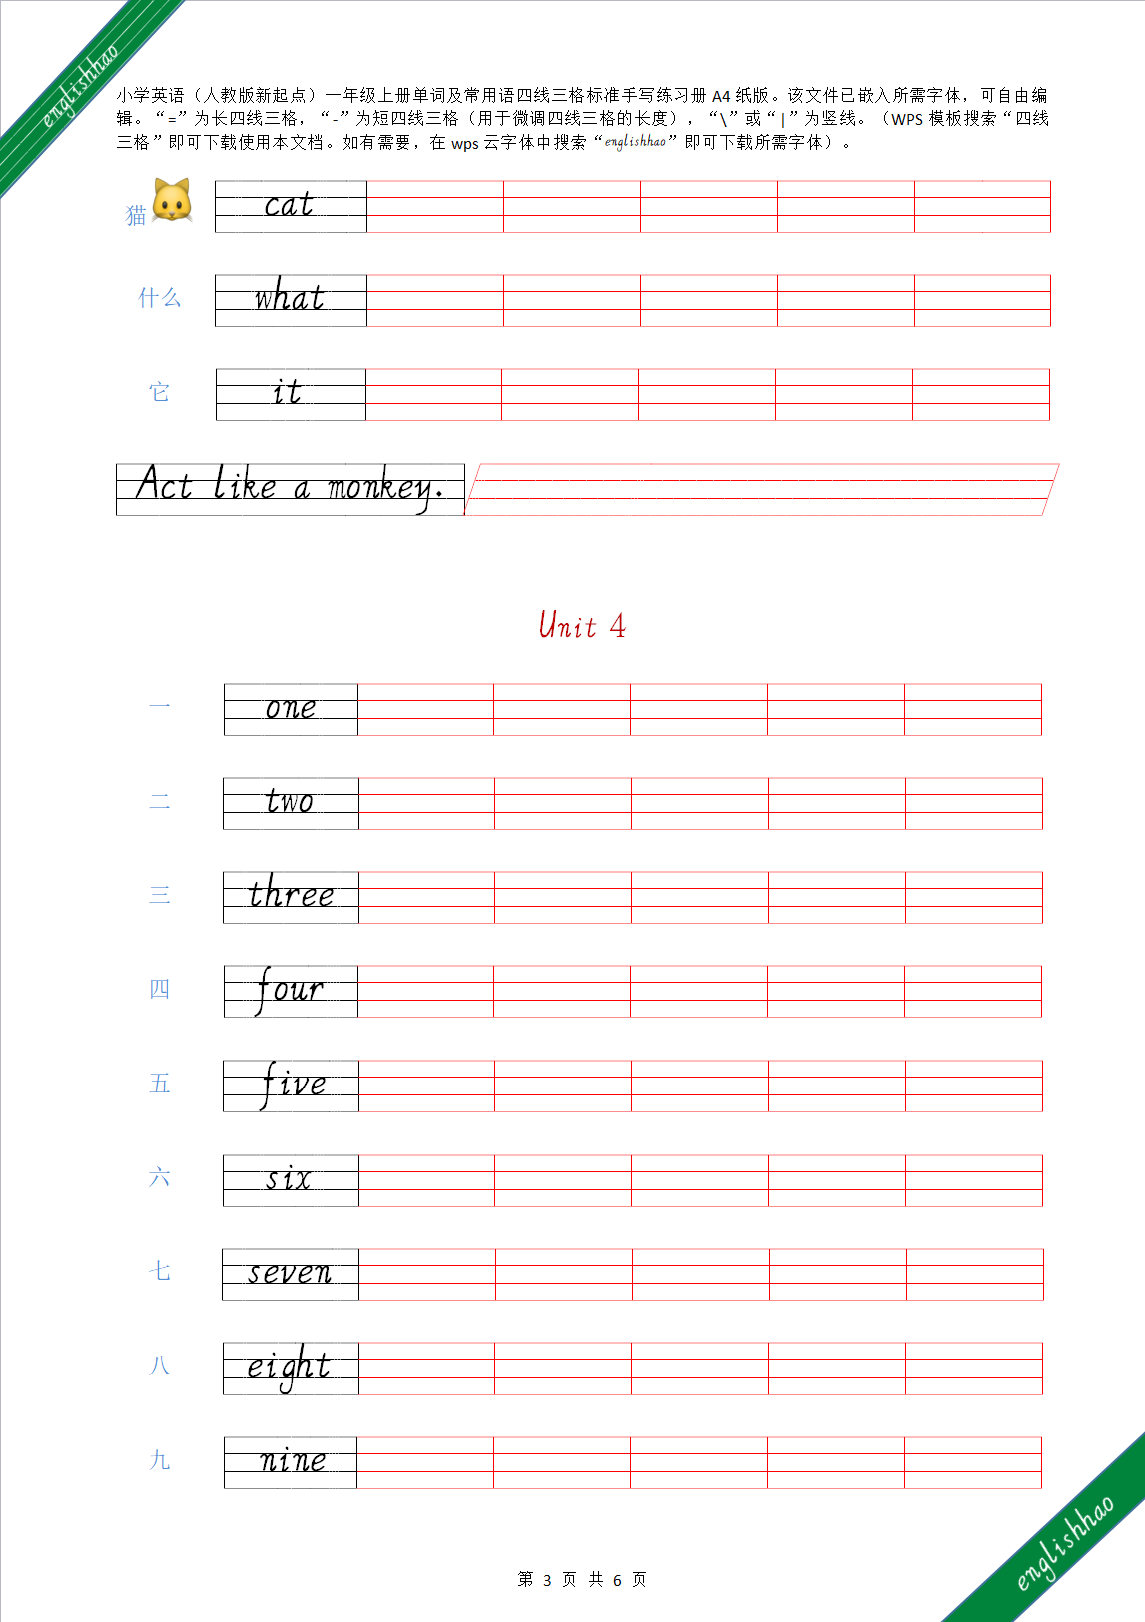 englishhao
小学英语（人教版新起点）一年级上册单词及常用语四线三格标准手写练习册 A4 纸版。该文件已嵌入所需字体，可自由编
辑。“=”为长四线三格，“-”为短四线三格（用于微调四线三格的长度），“\”或“|”为竖线。（WPS 模板搜索“四线
三格”即可下载使用本文档。如有需要，在 wps 云字体中搜索“englishhao”即可下载所需字体）。
猫 cat
什么 what
它 it
Act like a monkey.
Unit 4
一 one
二 two
三 three
四 four
五 five
六 six
七 seven
八 eight
九 nine
englishhao
第 3 页 共 6 页